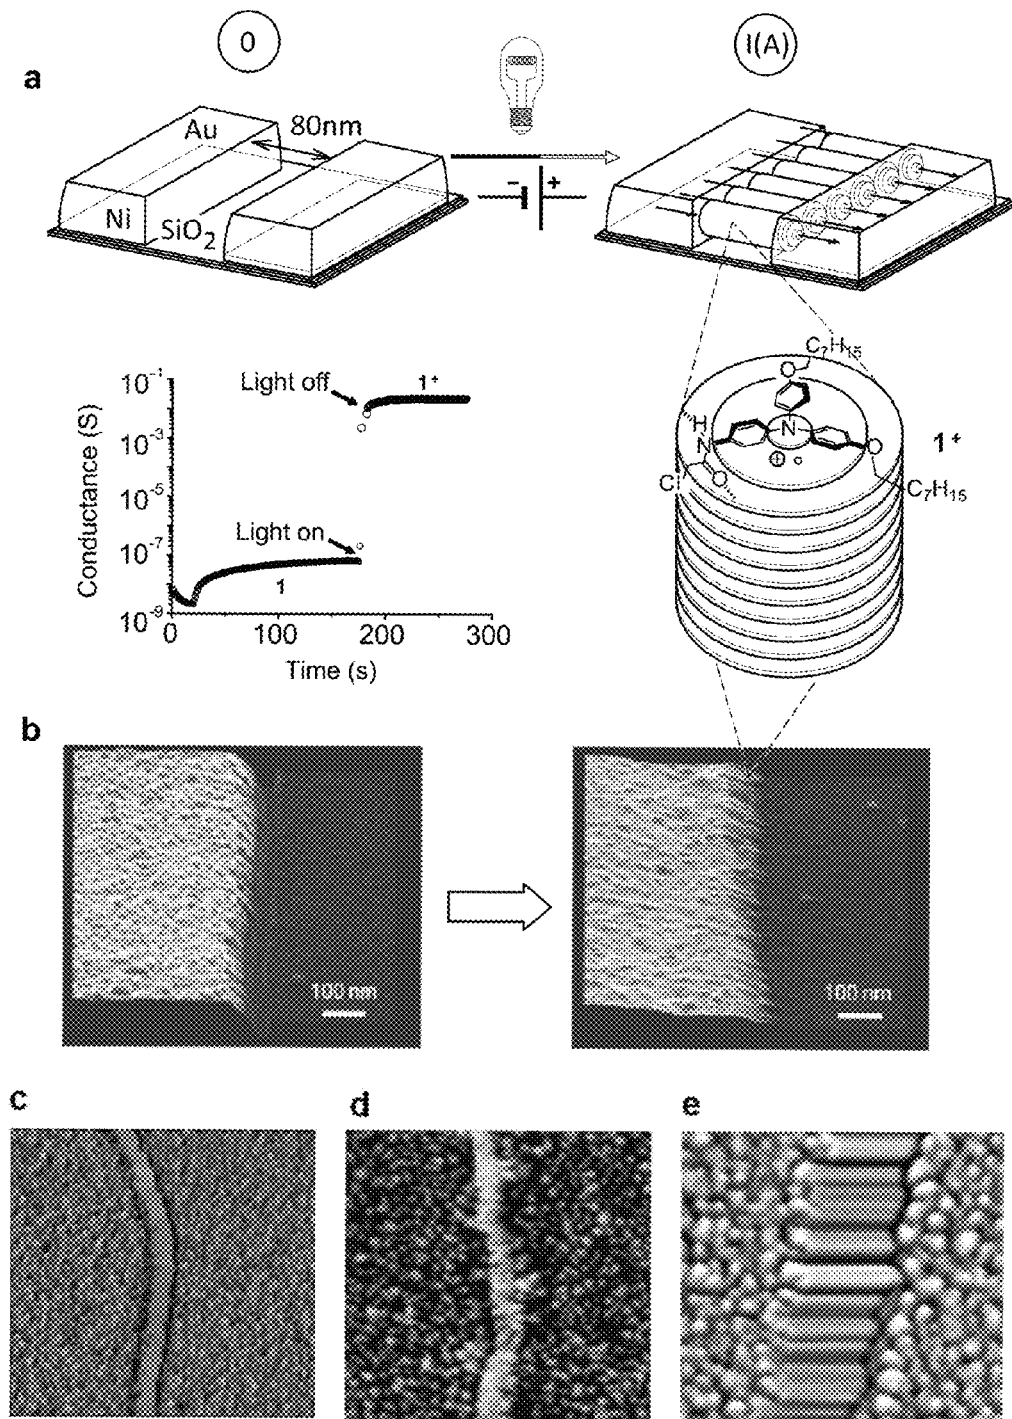 0
I(A)
a
Au
80nm
Ni
SiO2
− +
C7H15
O
H
N
N
1+
O
⊕
O
C
C7H15
Conductance (S)
10-1
10-3
10-5
10-7
10-9
Light off
1+
Light on
1
0
100
200
300
Time (s)
b
100 nm
100 nm
c
d
e